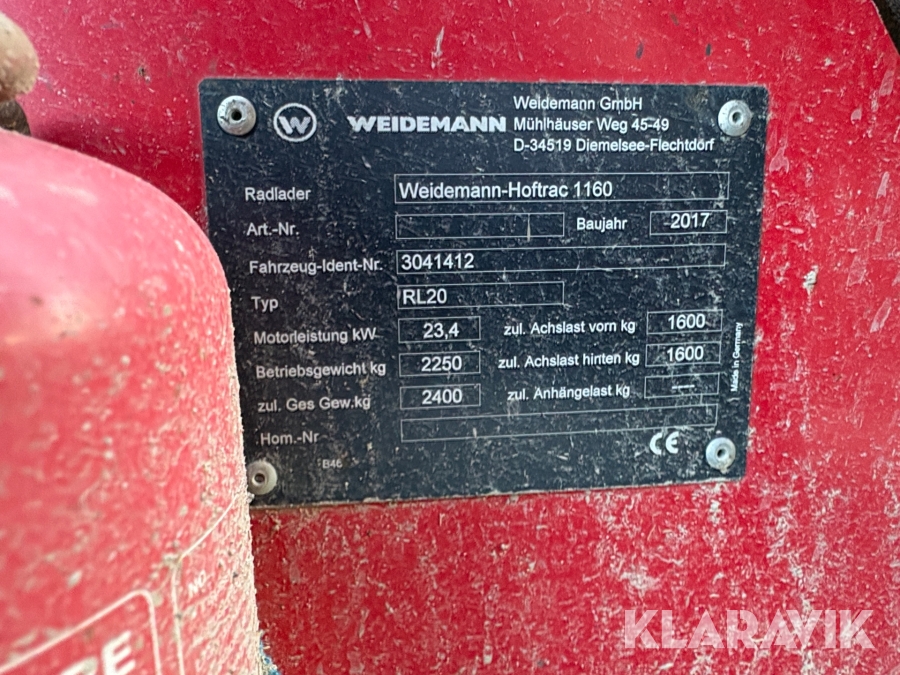 W WEIDEMANN
Weidemann GmbH
Mühlhäuser Weg 45-49
D-34519 Diemelsee-Flechtdorf
Radlader Weidemann-Hoftrac 1160
Art.-Nr. Baujahr 2017
Fahrzeug-Ident-Nr. 3041412
Typ RL20
Motorleistung kW 23,4 zul. Achslast vorn kg 1600
Betriebsgewicht kg 2250 zul. Achslast hinten kg 1600
zul. Ges Gew.kg 2400 zul. Anhängelast kg —
Hom.-Nr
CE
B46
Made in Germany
NO.
KLARAVIK